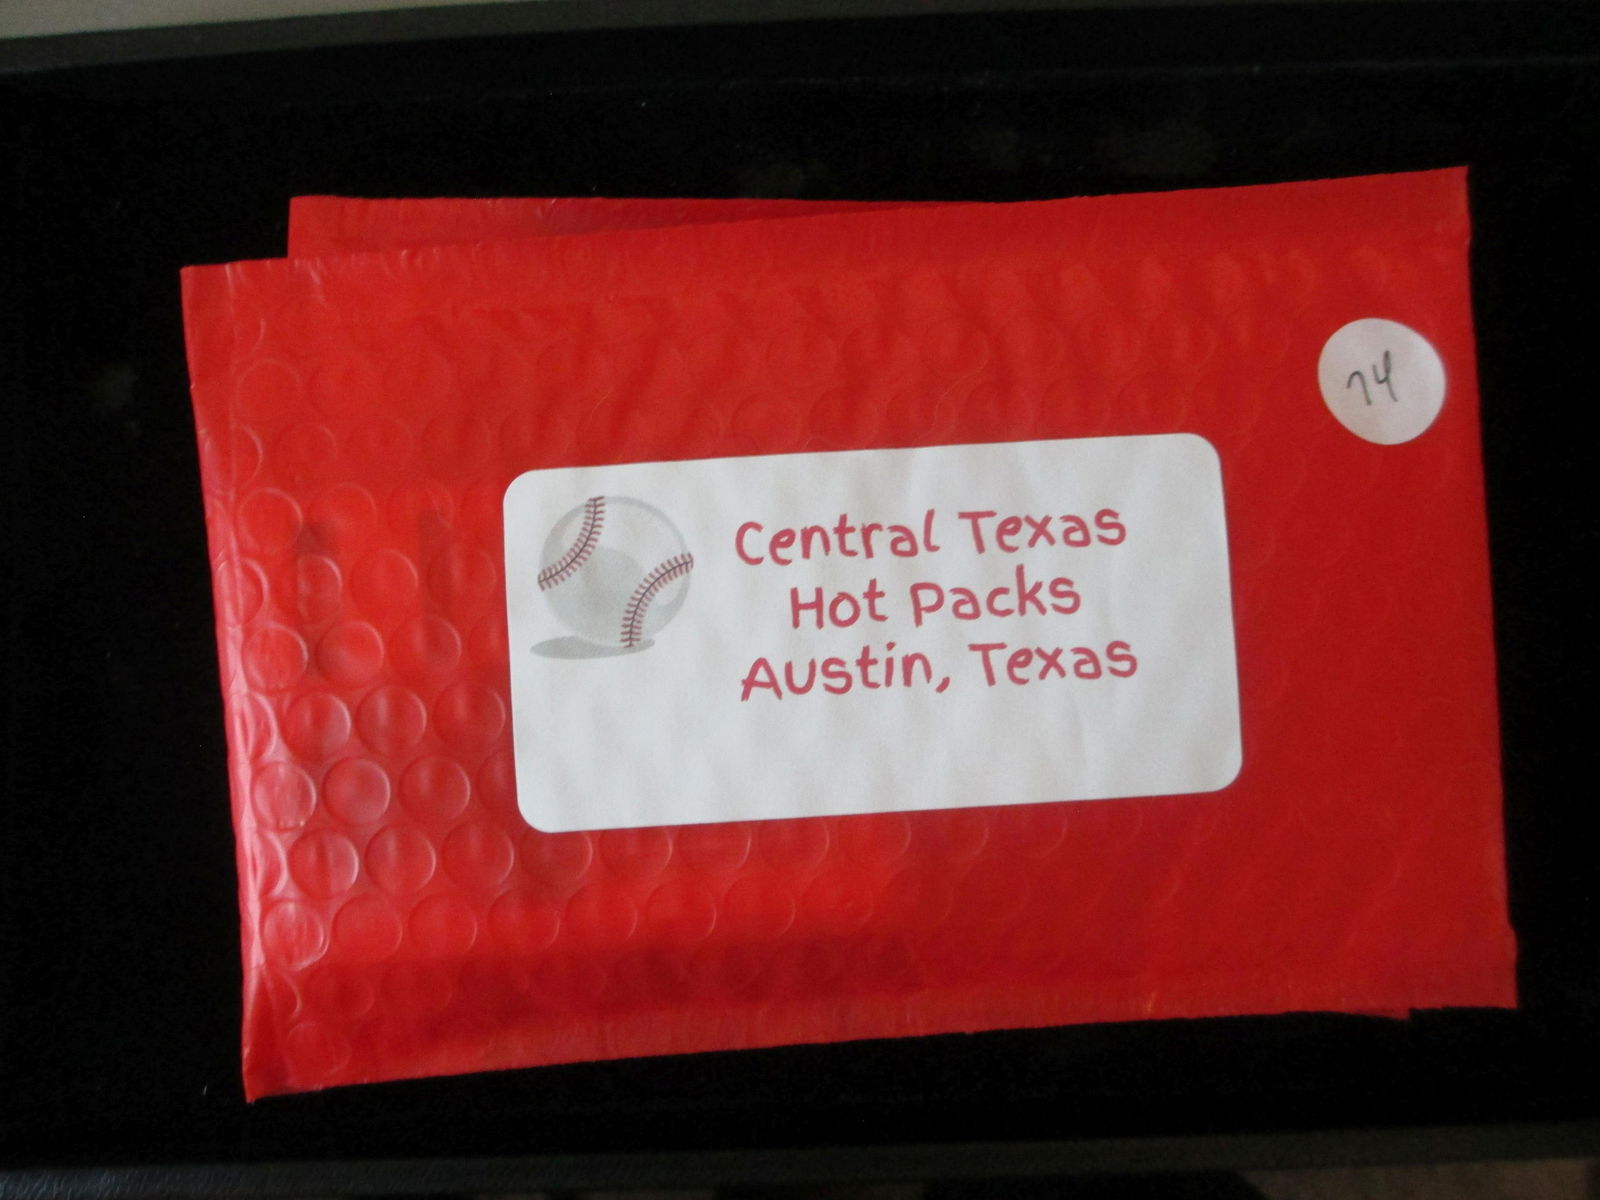 74
Central Texas
Hot Packs
Austin, Texas